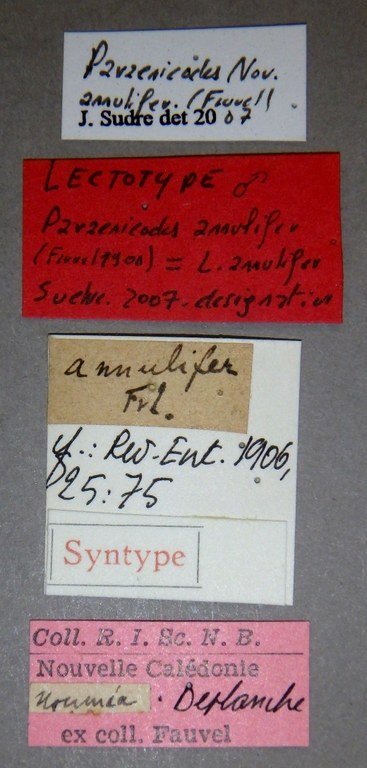 Parzenicodes Nov.
annulifer. (Fauvel)
J. Sudre det 2007
LECTOTYPE ♂
Parzenicodes annulifer
(Fauvel 1906) = L. annulifer
Sudre. 2007. designation
annulifer
Fvl.
cf.: Rev. Ent. 1906,
25:75
Syntype
Coll. R. I. Sc. N. B.
Nouvelle Calédonie
Nouméa . Deplanche
ex coll. Fauvel